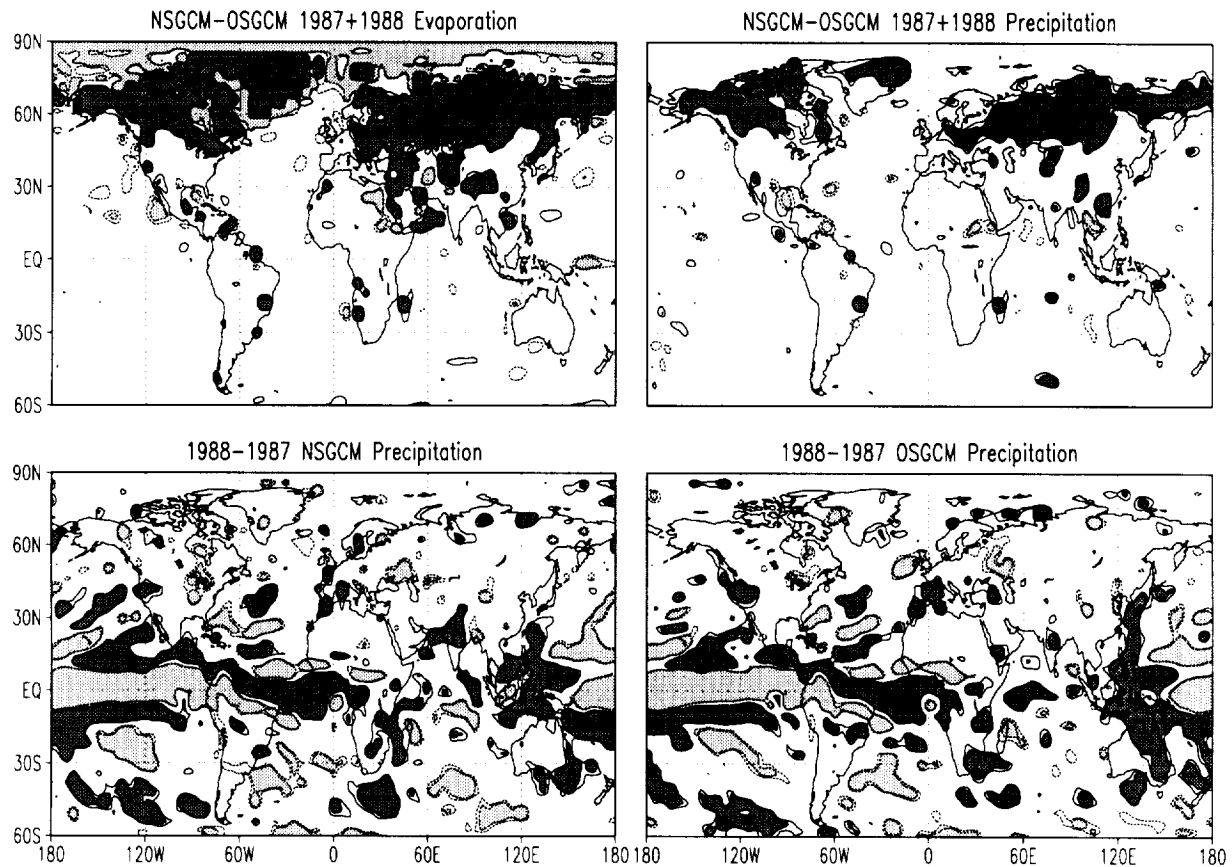 NSGCM-OSGCM 1987+1988 Evaporation
NSGCM-OSGCM 1987+1988 Precipitation
90N
60N
30N
EQ
30S
60S
1988-1987 NSGCM Precipitation
1988-1987 OSGCM Precipitation
90N
60N
30N
EQ
30S
60S
180 120W 60W 0 60E 120E 180
180 120W 60W 0 60E 120E 180